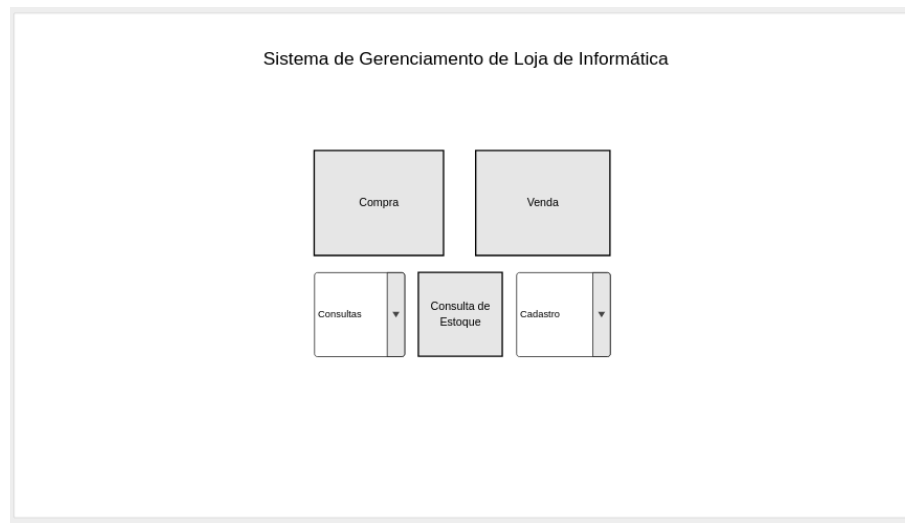 Sistema de Gerenciamento de Loja de Informática
Compra
Venda
Consultas
Consulta de
Estoque
Cadastro